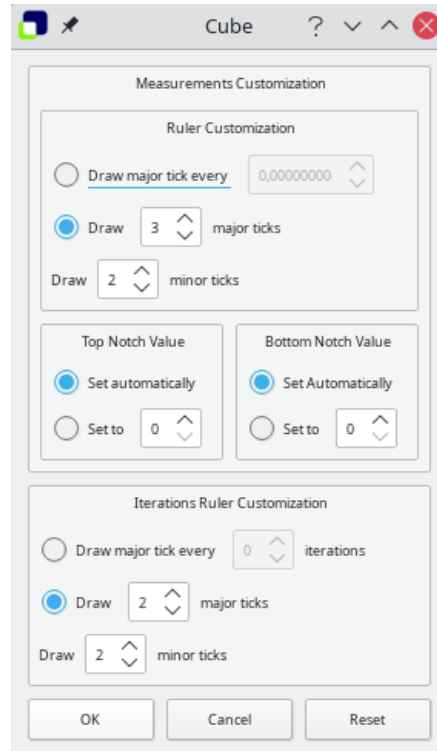 Cube
Measurements Customization
Ruler Customization
Draw major tick every 0,00000000
Draw 3 major ticks
Draw 2 minor ticks
Top Notch Value
Set automatically
Set to 0
Bottom Notch Value
Set Automatically
Set to 0
Iterations Ruler Customization
Draw major tick every 0 iterations
Draw 2 major ticks
Draw 2 minor ticks
OK Cancel Reset